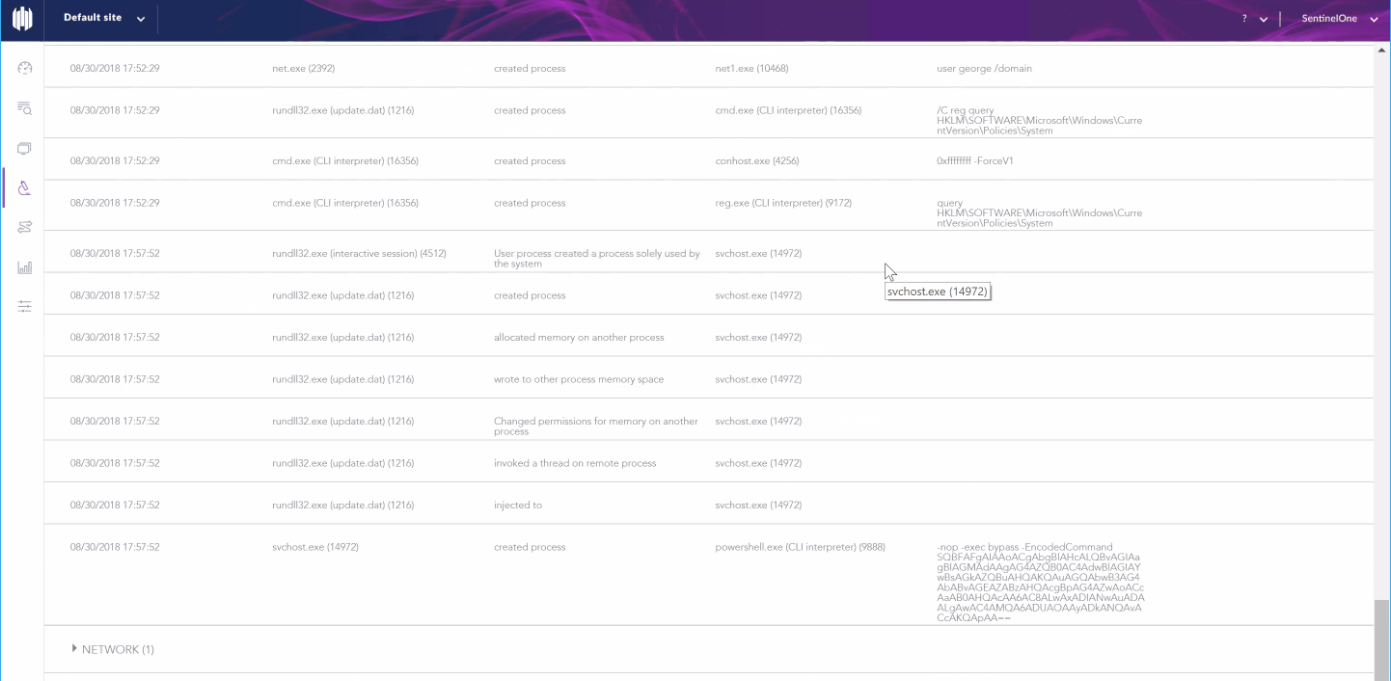 Default site
?
SentinelOne
08/30/2018 17:52:29 net.exe (2392) created process net1.exe (10468) user george /domain
08/30/2018 17:52:29 rundll32.exe (update.dat) (1216) created process cmd.exe (CLI interpreter) (16356) /C reg query
HKLM\SOFTWARE\Microsoft\Windows\Curre
ntVersion\Policies\System
08/30/2018 17:52:29 cmd.exe (CLI interpreter) (16356) created process conhost.exe (4256) 0xffffffff -ForceV1
08/30/2018 17:52:29 cmd.exe (CLI interpreter) (16356) created process reg.exe (CLI interpreter) (9172) query
HKLM\SOFTWARE\Microsoft\Windows\Curre
ntVersion\Policies\System
08/30/2018 17:57:52 rundll32.exe (interactive session) (4512) User process created a process solely used by svchost.exe (14972)
the system
08/30/2018 17:57:52 rundll32.exe (update.dat) (1216) created process svchost.exe (14972)
svchost.exe (14972)
08/30/2018 17:57:52 rundll32.exe (update.dat) (1216) allocated memory on another process svchost.exe (14972)
08/30/2018 17:57:52 rundll32.exe (update.dat) (1216) wrote to other process memory space svchost.exe (14972)
08/30/2018 17:57:52 rundll32.exe (update.dat) (1216) Changed permissions for memory on another svchost.exe (14972)
process
08/30/2018 17:57:52 rundll32.exe (update.dat) (1216) invoked a thread on remote process svchost.exe (14972)
08/30/2018 17:57:52 rundll32.exe (update.dat) (1216) injected to svchost.exe (14972)
08/30/2018 17:57:52 svchost.exe (14972) created process powershell.exe (CLI interpreter) (9888) -nop -exec bypass -EncodedCommand
NETWORK (1)